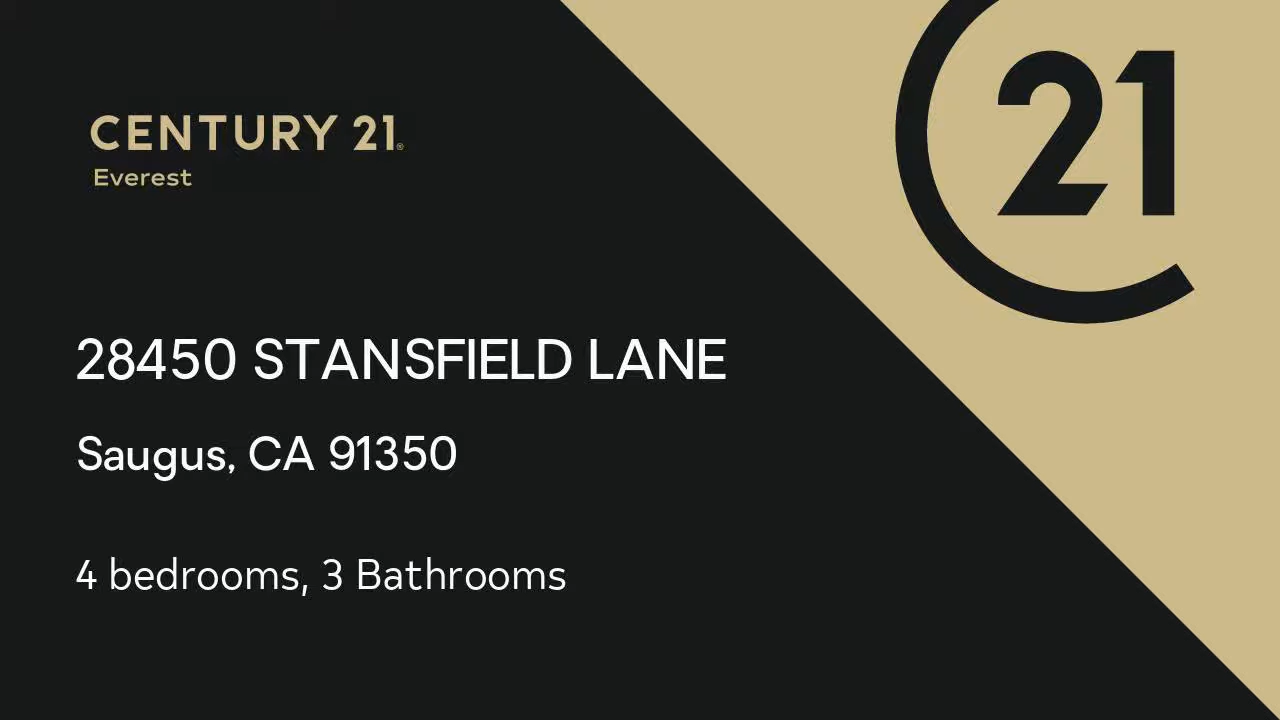 CENTURY 21®
Everest
21
28450 STANSFIELD LANE
Saugus, CA 91350
4 bedrooms, 3 Bathrooms